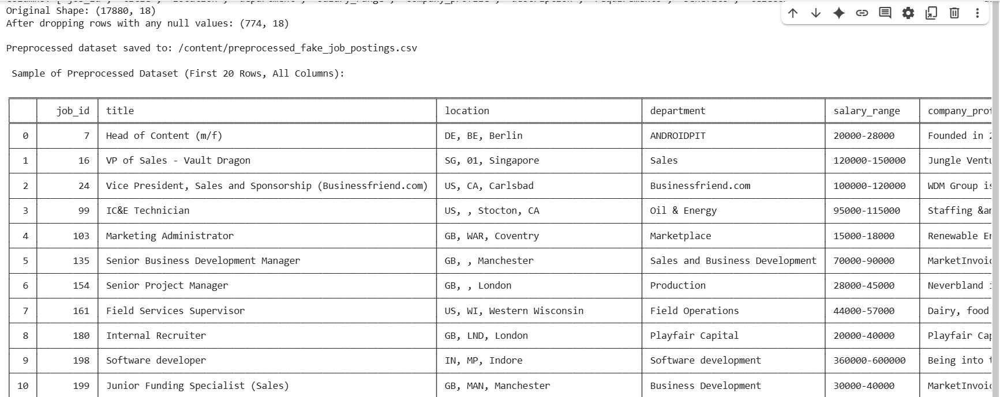 Original Shape: (17880, 18)
After dropping rows with any null values: (774, 18)
Preprocessed dataset saved to: /content/preprocessed_fake_job_postings.csv
Sample of Preprocessed Dataset (First 20 Rows, All Columns):
job_id title location department salary_range company_prof
0 7 Head of Content (m/f) DE, BE, Berlin ANDROIDPIT 20000-28000 Founded in
1 16 VP of Sales - Vault Dragon SG, 01, Singapore Sales 120000-150000 Jungle Ventu
2 24 Vice President, Sales and Sponsorship (Businessfriend.com) US, CA, Carlsbad Businessfriend.com 100000-120000 WDM Group is
3 99 IC&E Technician US, , Stocton, CA Oil & Energy 95000-115000 Staffing &am
4 103 Marketing Administrator GB, WAR, Coventry Marketplace 15000-18000 Renewable En
5 135 Senior Business Development Manager GB, , Manchester Sales and Business Development 70000-90000 MarketInvoic
6 154 Senior Project Manager GB, , London Production 28000-45000 Neverbland i
7 161 Field Services Supervisor US, WI, Western Wisconsin Field Operations 44000-57000 Dairy, food
8 180 Internal Recruiter GB, LND, London Playfair Capital 20000-40000 Playfair Cap
9 198 Software developer IN, MP, Indore Software development 360000-600000 Being into t
10 199 Junior Funding Specialist (Sales) GB, MAN, Manchester Business Development 30000-40000 MarketInvoic